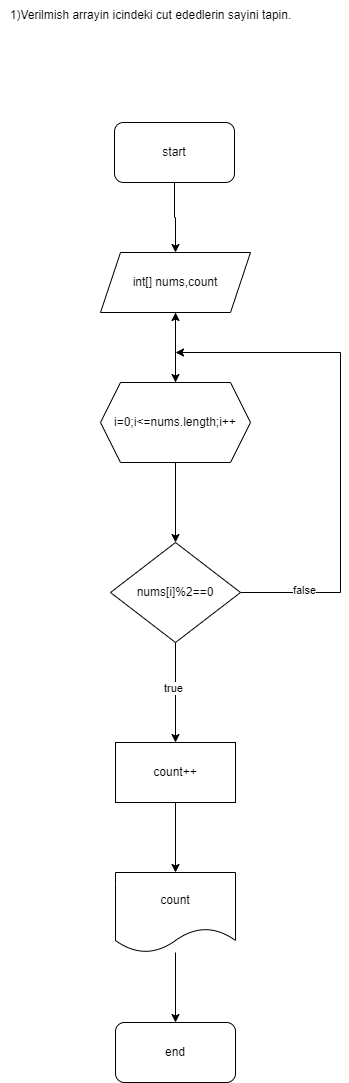 1)Verilmish arrayin icindeki cut ededlerin sayini tapin.
start
int[] nums,count
i=0;i<=nums.length;i++
nums[i]%2==0
false
true
count++
count
end